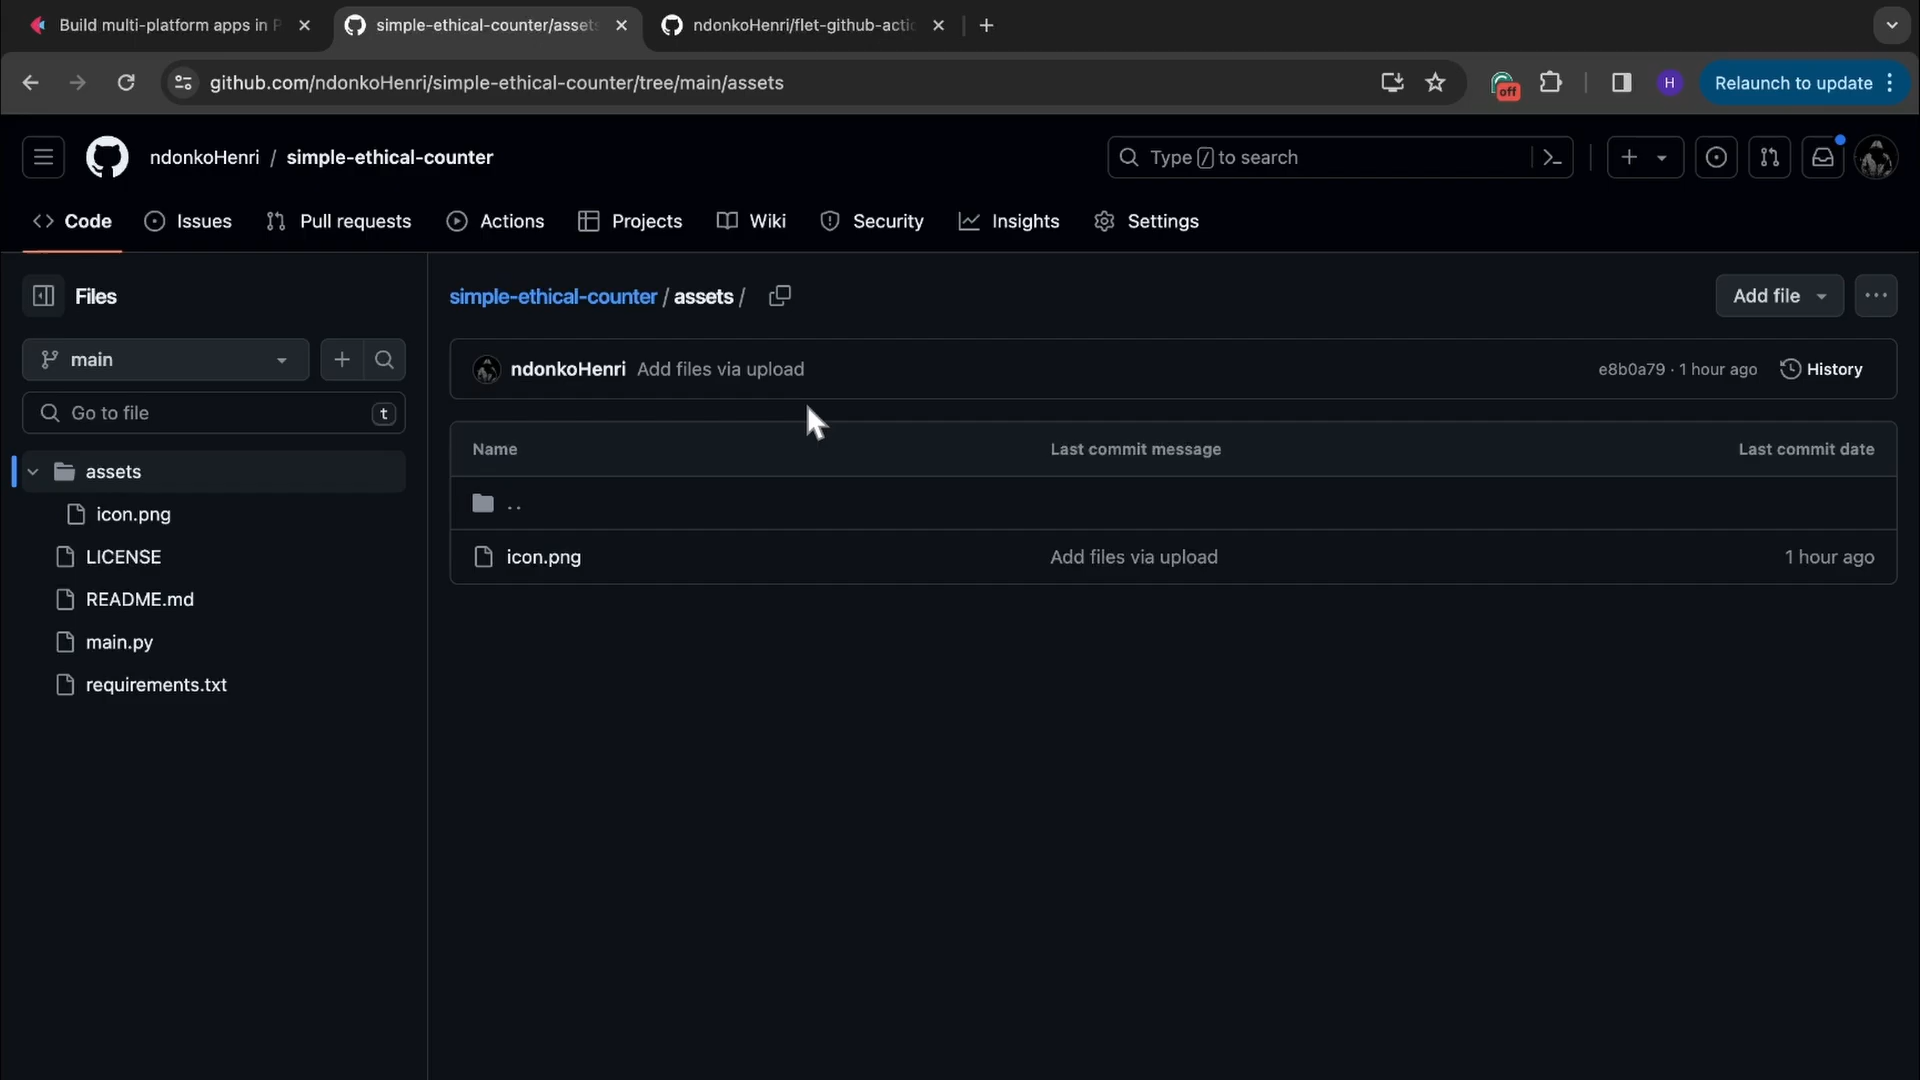 Build multi-platform apps in P
simple-ethical-counter/assets
ndonkoHenri/flet-github-actio
github.com/ndonkoHenri/simple-ethical-counter/tree/main/assets
off
H
Relaunch to update
ndonkoHenri / simple-ethical-counter
Type / to search
Code
Issues
Pull requests
Actions
Projects
Wiki
Security
Insights
Settings
Files
simple-ethical-counter / assets /
Add file
main
ndonkoHenri Add files via upload
e8b0a79 · 1 hour ago
History
Go to file
t
Name
Last commit message
Last commit date
assets
..
icon.png
icon.png
Add files via upload
1 hour ago
LICENSE
README.md
main.py
requirements.txt